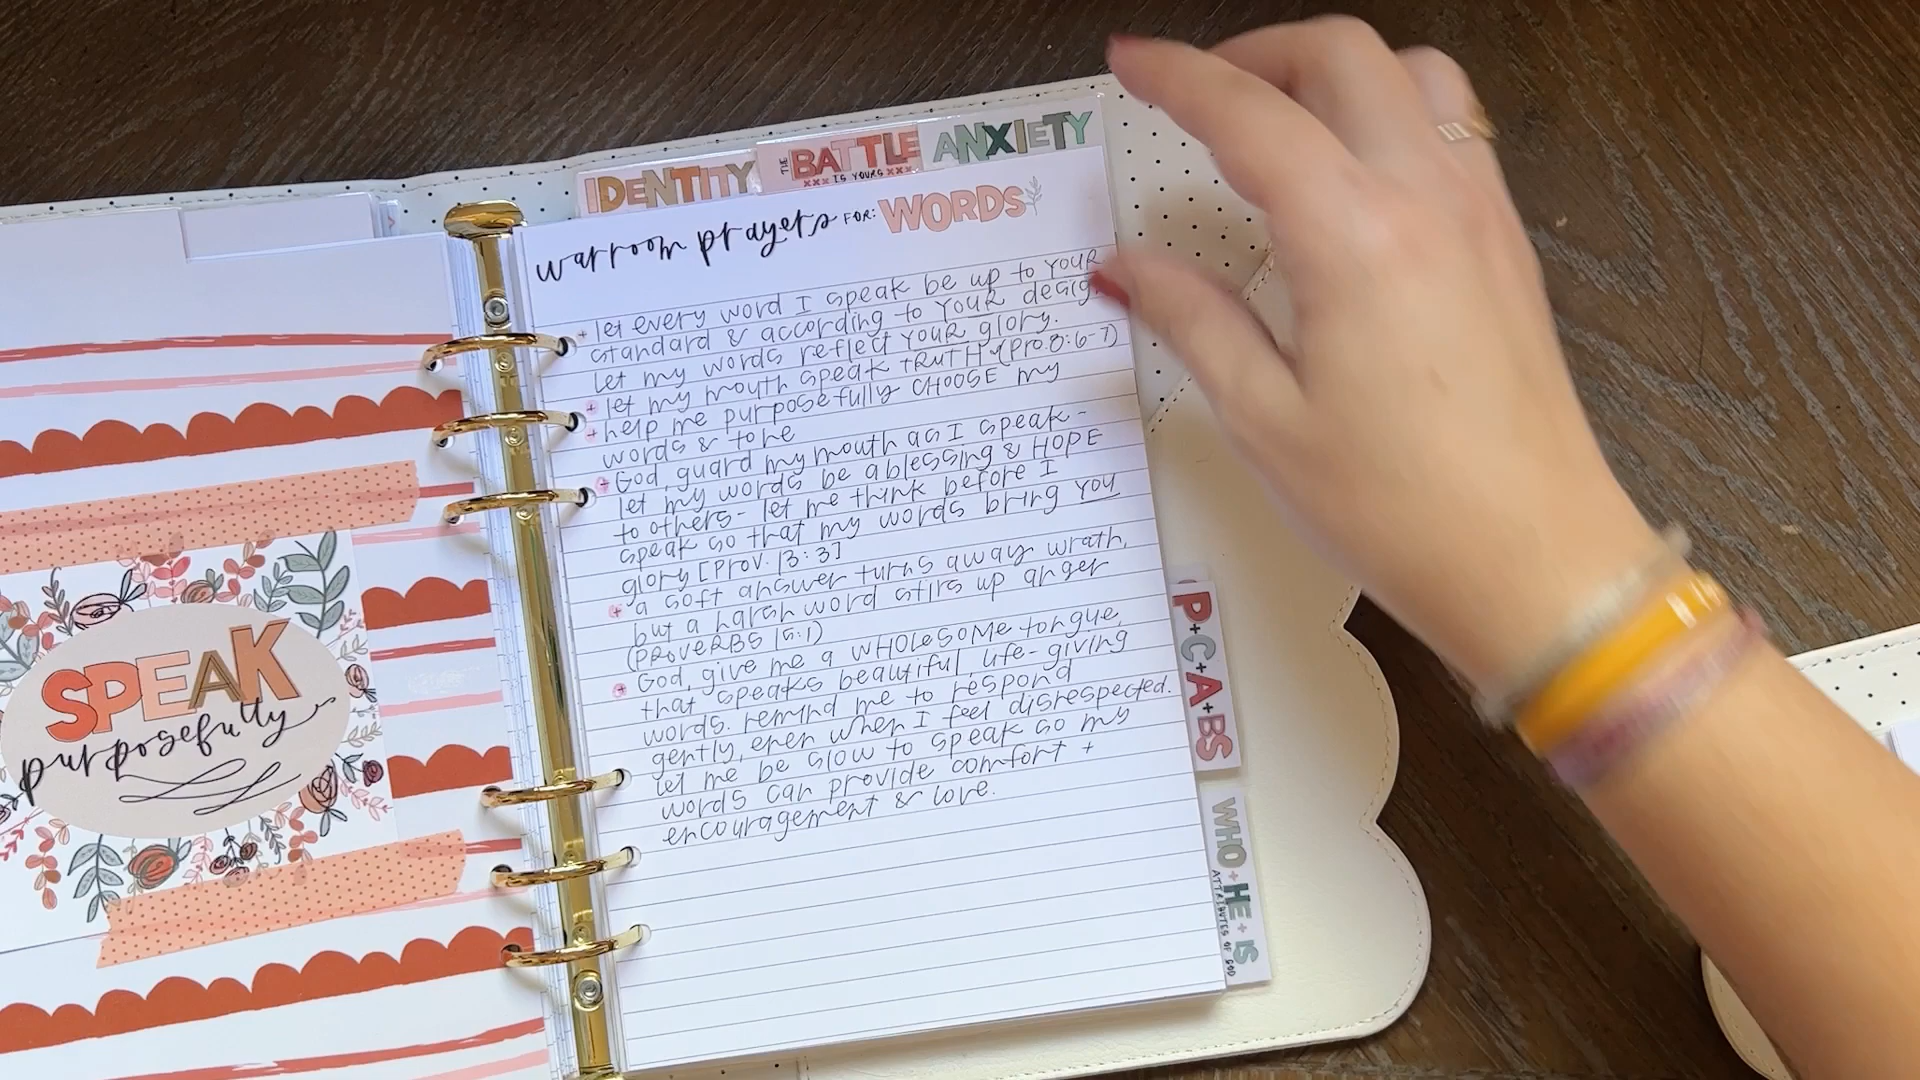 IDENTITY
THE BATTLE
xxx IS YOURS xxx
ANXIETY
warroom prayers FOR: WORDS
+ let every word I speak be up to YOUR
standard & according to YOUR design
let my words reflect YOUR glory.
+ let my mouth speak tRUTH (Pro. 8:6-7)
+ help me purposefully CHOOSE my
words & tone
+ God, guard my mouth as I speak -
let my words be a blessing & HOPE
to others - let me think before I
speak so that my words bring YOU
glory [Prov. 13:3]
+ a soft answer turns away wrath,
but a harsh word stirs up anger
(PROVERBS 15:1)
+ God, give me a WHOLESOME tongue,
that speaks beautiful life-giving
words. remind me to respond
gently, even when I feel disrespected.
let me be slow to speak so my
words can provide comfort +
encouragement & love.
SPEAK
purposefully
P+C+A+BS
WHO+HE+IS
ATTRIBUTES OF GOD